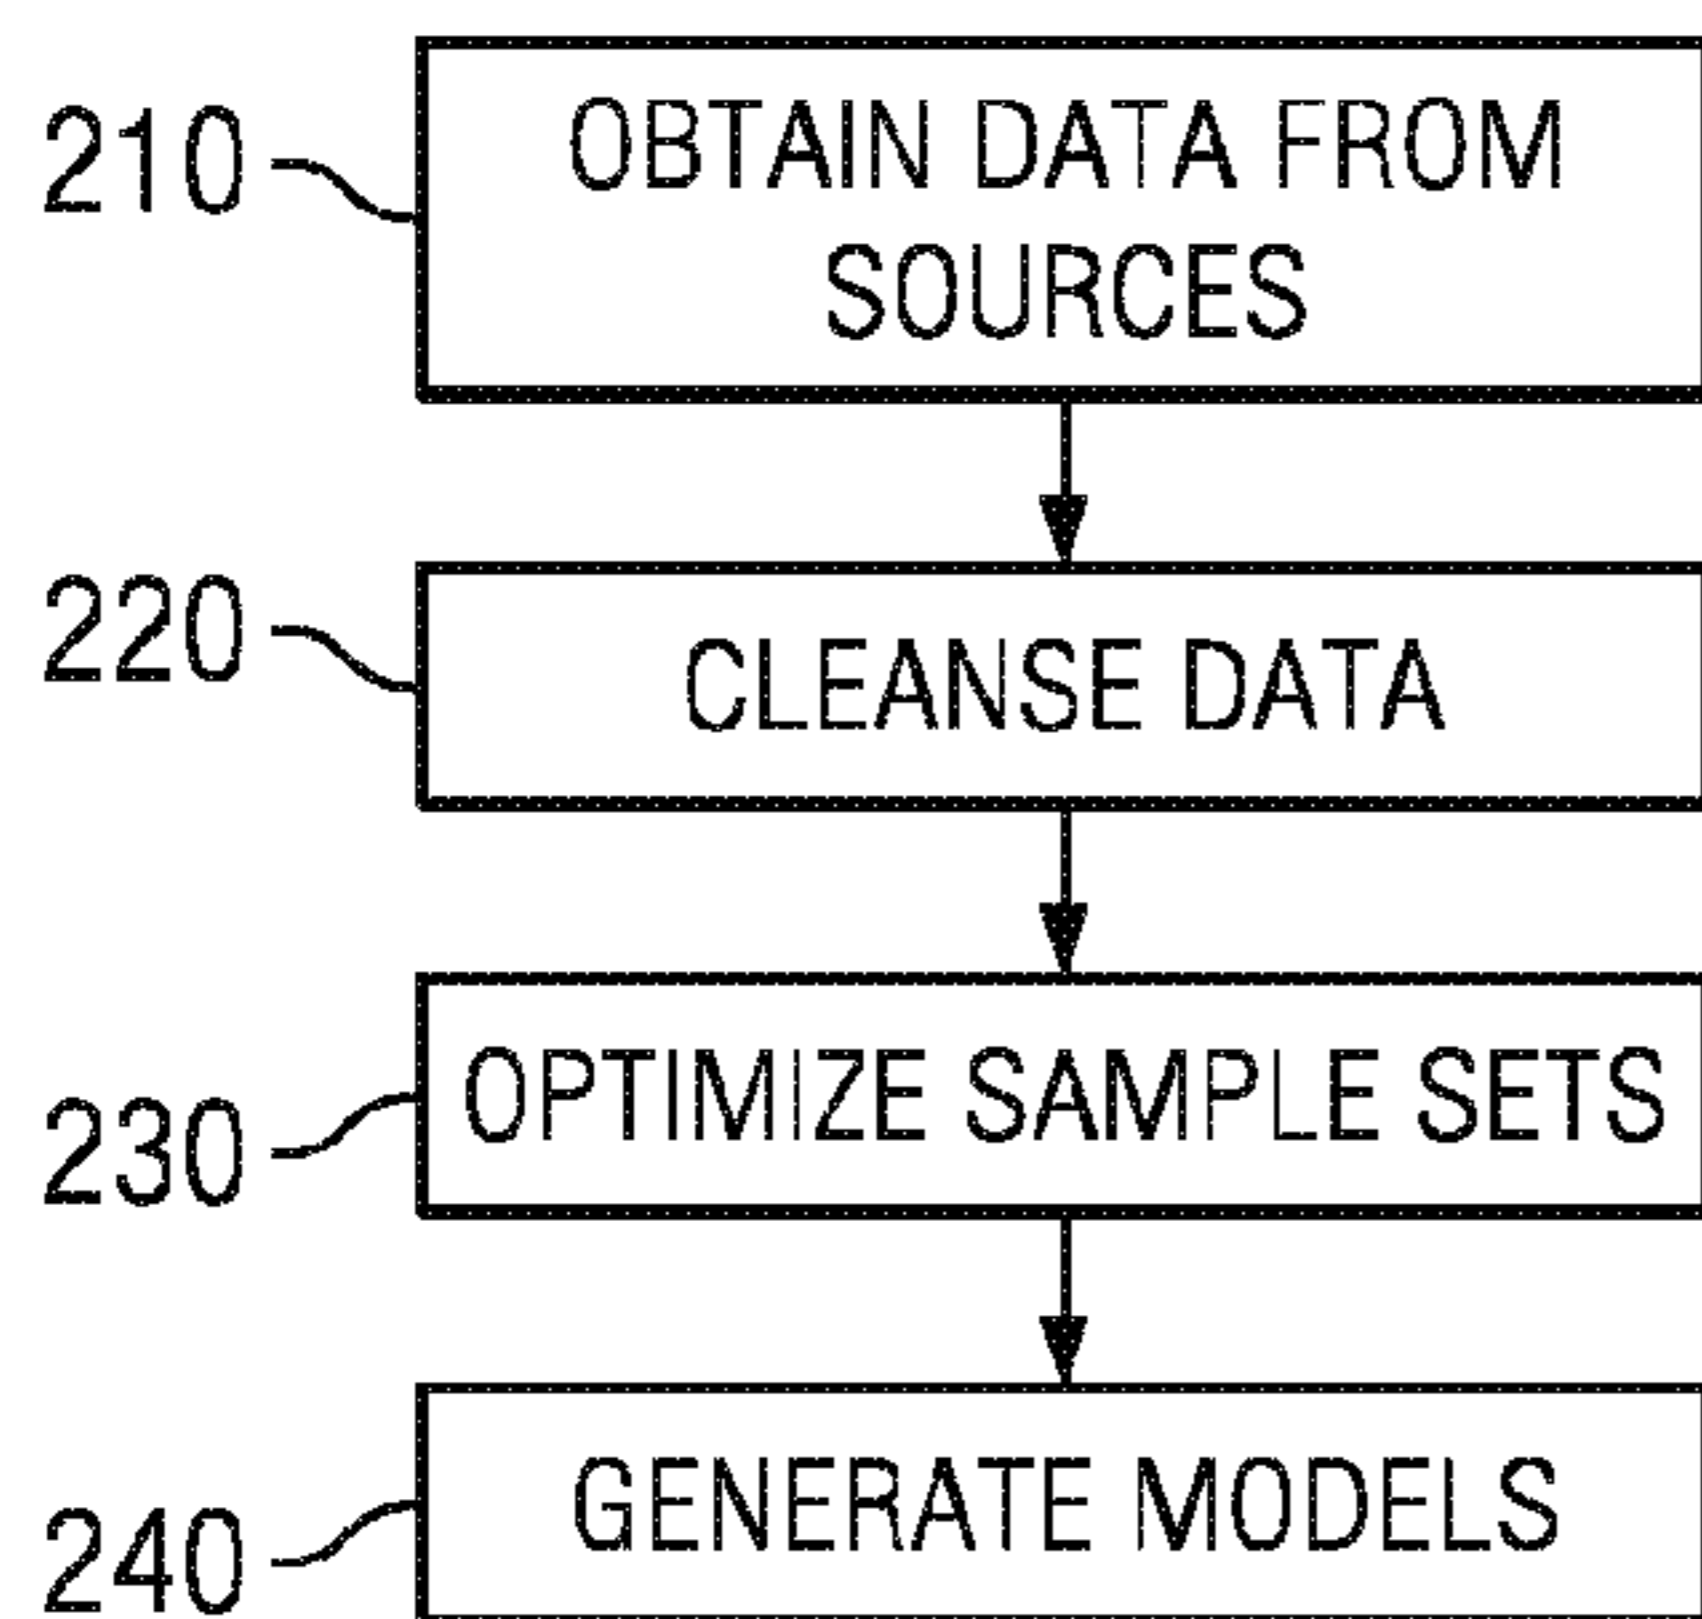 210
OBTAIN DATA FROM
SOURCES
220
CLEANSE DATA
230
OPTIMIZE SAMPLE SETS
240
GENERATE MODELS